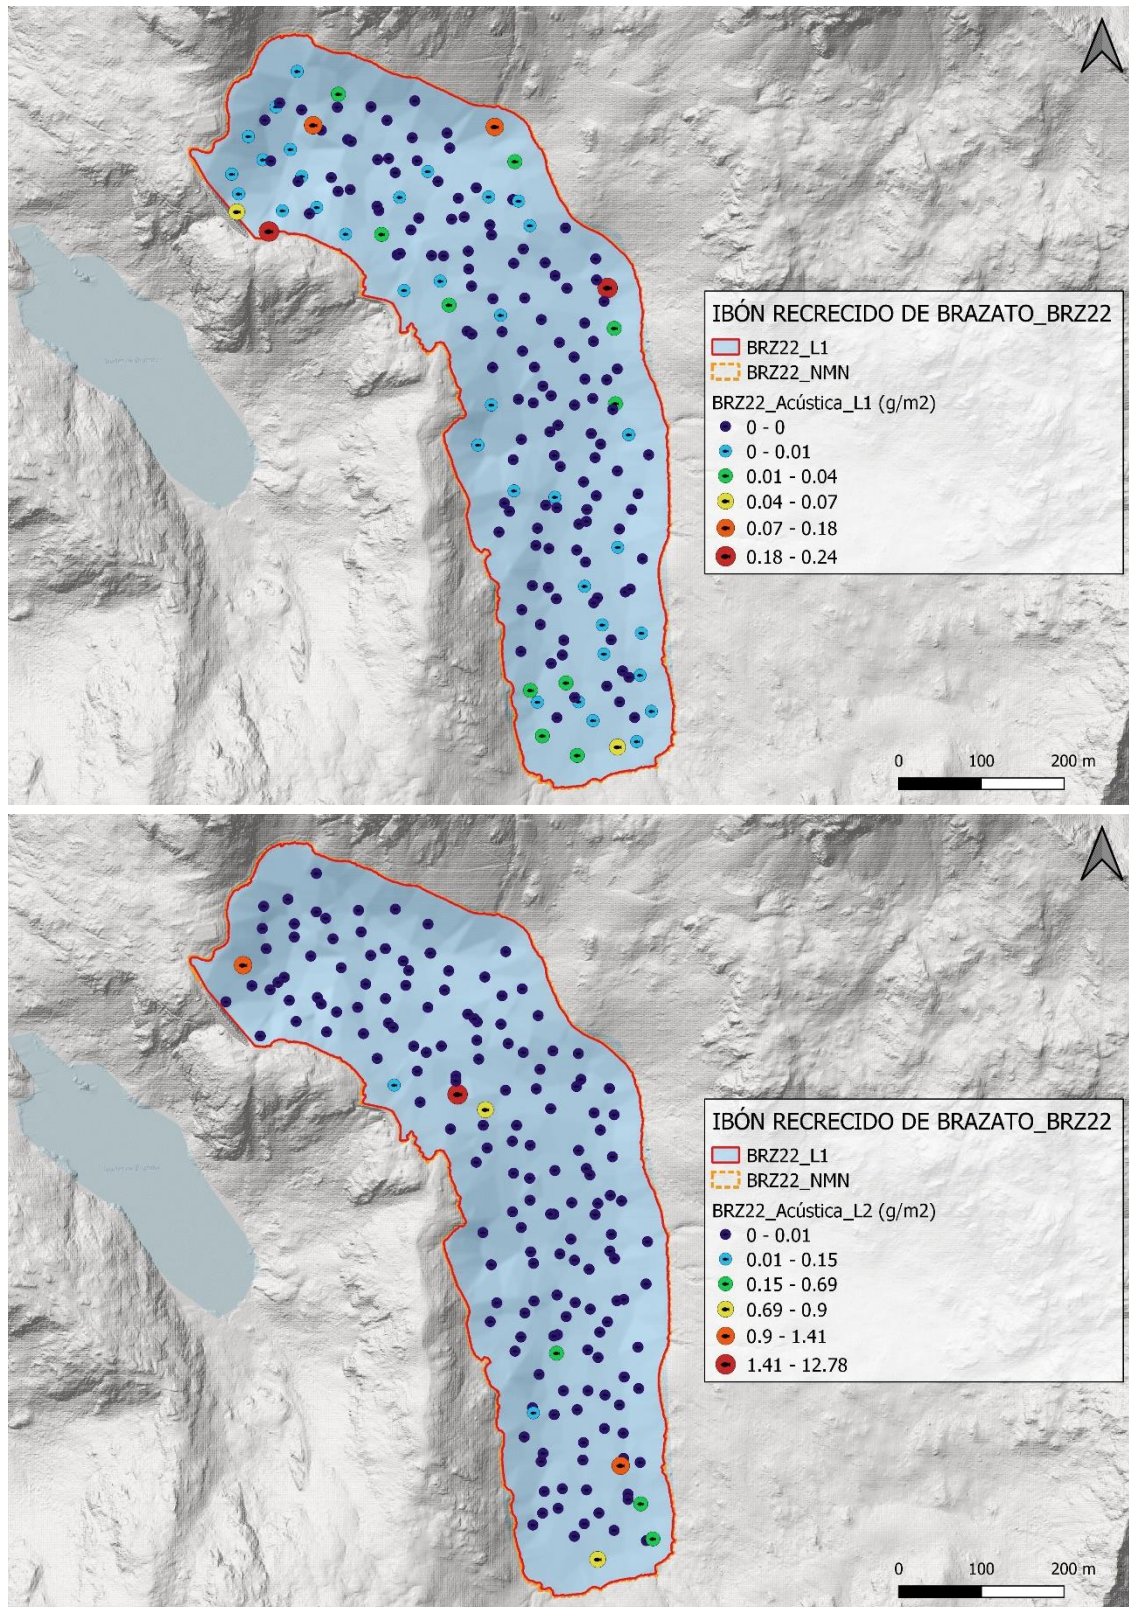 IBÓN RECRECIDO DE BRAZATO_BRZ22
BRZ22_L1
BRZ22_NMN
BRZ22_Acústica_L1 (g/m2)
0 - 0
0 - 0.01
0.01 - 0.04
0.04 - 0.07
0.07 - 0.18
0.18 - 0.24
0 100 200 m
IBÓN RECRECIDO DE BRAZATO_BRZ22
BRZ22_L1
BRZ22_NMN
BRZ22_Acústica_L2 (g/m2)
0 - 0.01
0.01 - 0.15
0.15 - 0.69
0.69 - 0.9
0.9 - 1.41
1.41 - 12.78
0 100 200 m